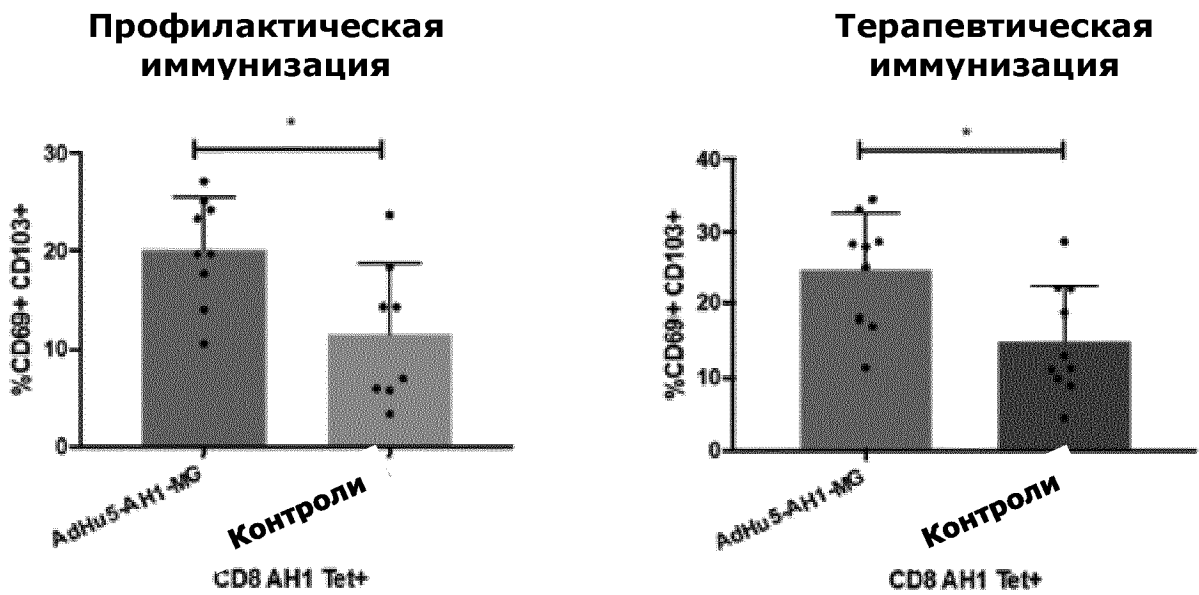 Профилактическая
иммунизация
*
30
20
10
0
%CD69+ CD103+
AdHu5-AH1-MG
Контроли
CD8 AH1 Tet+
Терапевтическая
иммунизация
*
40
30
20
10
0
%CD69+ CD103+
AdHu5-AH1-MG
Контроли
CD8 AH1 Tet+